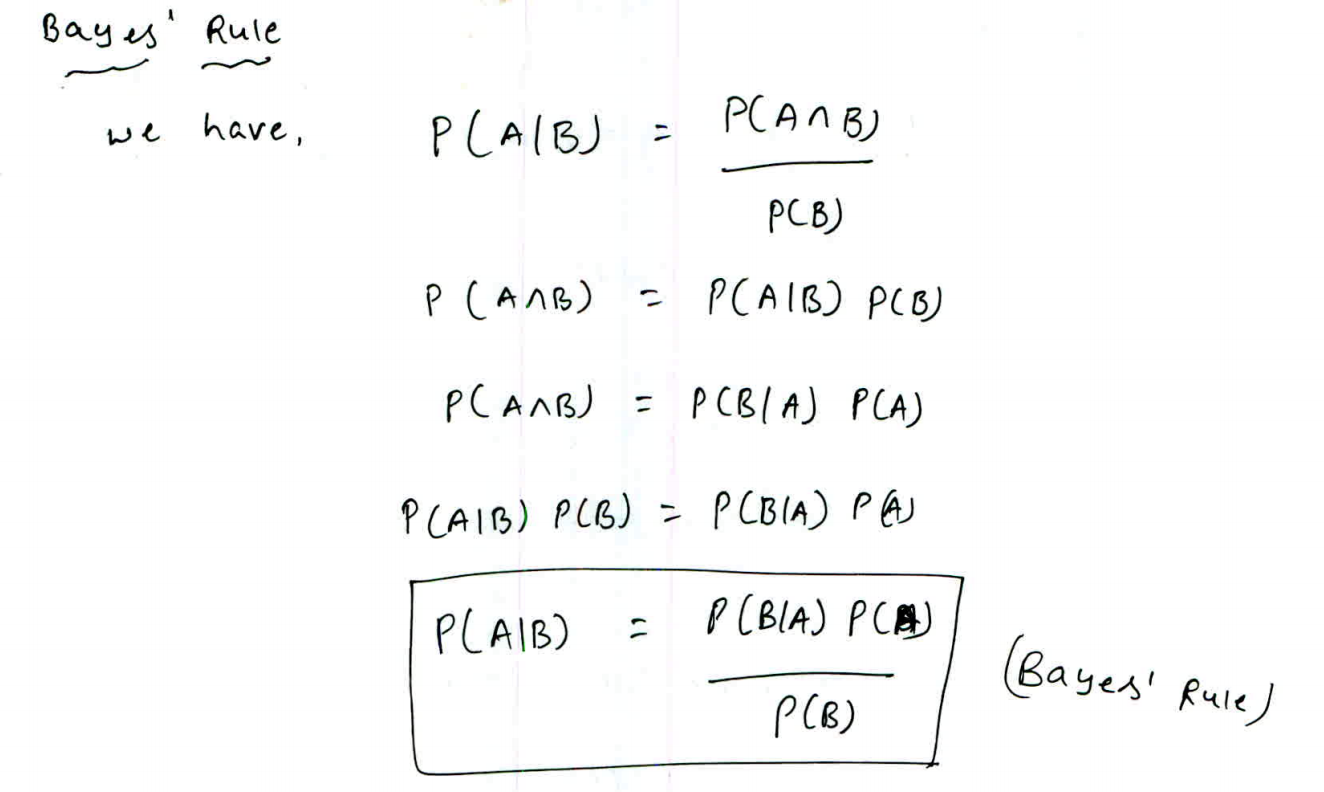 Bayes' Rule
we have, P(A|B) = P(A∩B) / P(B)
P(A∩B) = P(A|B) P(B)
P(A∩B) = P(B|A) P(A)
P(A|B) P(B) = P(B|A) P(A)
P(A|B) = P(B|A) P(A) / P(B) (Bayes' Rule)